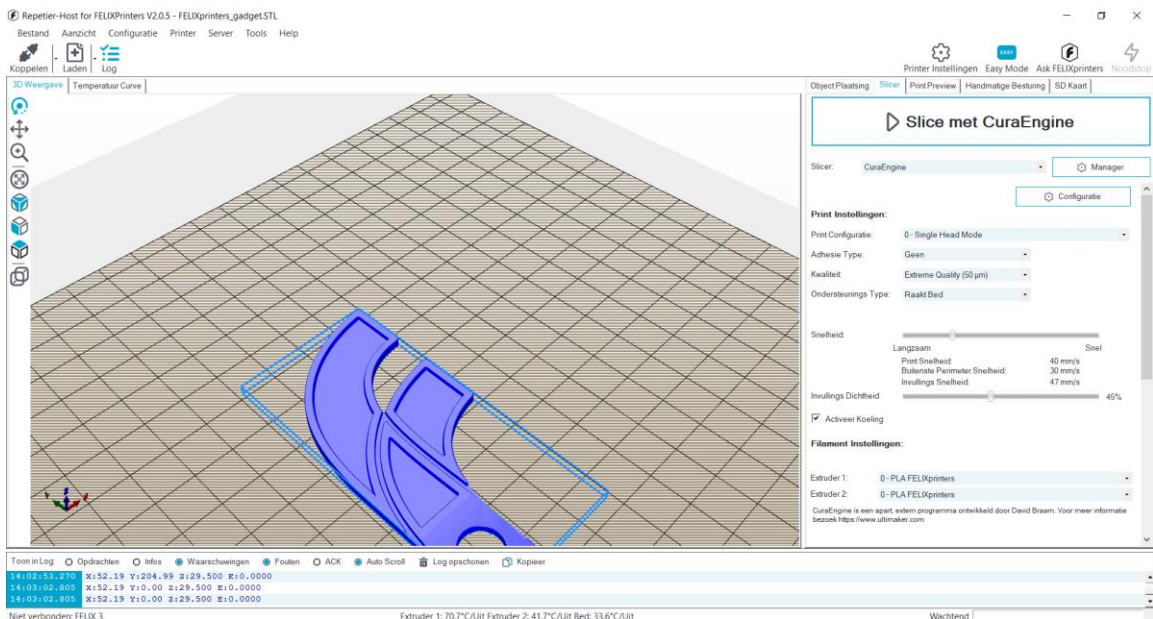 Repetier-Host for FELIXPrinters V2.0.5 - FELIXprinters_gadget.STL
Bestand Aanzicht Configuratie Printer Server Tools Help
Koppelen Laden Log
Printer Instellingen Easy Mode Ask FELIXprinters Noodstop
EASY
3D Weergave Temperatuur Curve
Object Plaatsing Slicer Print Preview Handmatige Besturing SD Kaart
Slice met CuraEngine
Slicer: CuraEngine Manager
Configuratie
Print Instellingen:
Print Configuratie: 0 - Single Head Mode
Adhesie Type: Geen
Kwaliteit: Extreme Quality (50 µm)
Ondersteunings Type: Raakt Bed
Snelheid:
Langzaam Snel
Print Snelheid: 40 mm/s
Buitenste Perimeter Snelheid: 30 mm/s
Invullings Snelheid: 47 mm/s
Invullings Dichtheid 45%
Activeer Koeling
Filament Instellingen:
Extruder 1: 0 - PLA FELIXprinters
Extruder 2: 0 - PLA FELIXprinters
CuraEngine is een apart, extern programma ontwikkeld door David Braam. Voor meer informatie
bezoek https://www.ultimaker.com
Toon in Log: Opdrachten Infos Waarschuwingen Fouten ACK Auto Scroll Log opschonen Kopieer
14:02:53.270 X:52.19 Y:204.99 Z:29.500 E:0.0000
14:03:02.805 X:52.19 Y:0.00 Z:29.500 E:0.0000
14:03:02.805 X:52.19 Y:0.00 Z:29.500 E:0.0000
Niet verbonden: FELIX 3 Extruder 1: 70.7°C/Uit Extruder 2: 41.7°C/Uit Bed: 33.6°C/Uit Wachtend